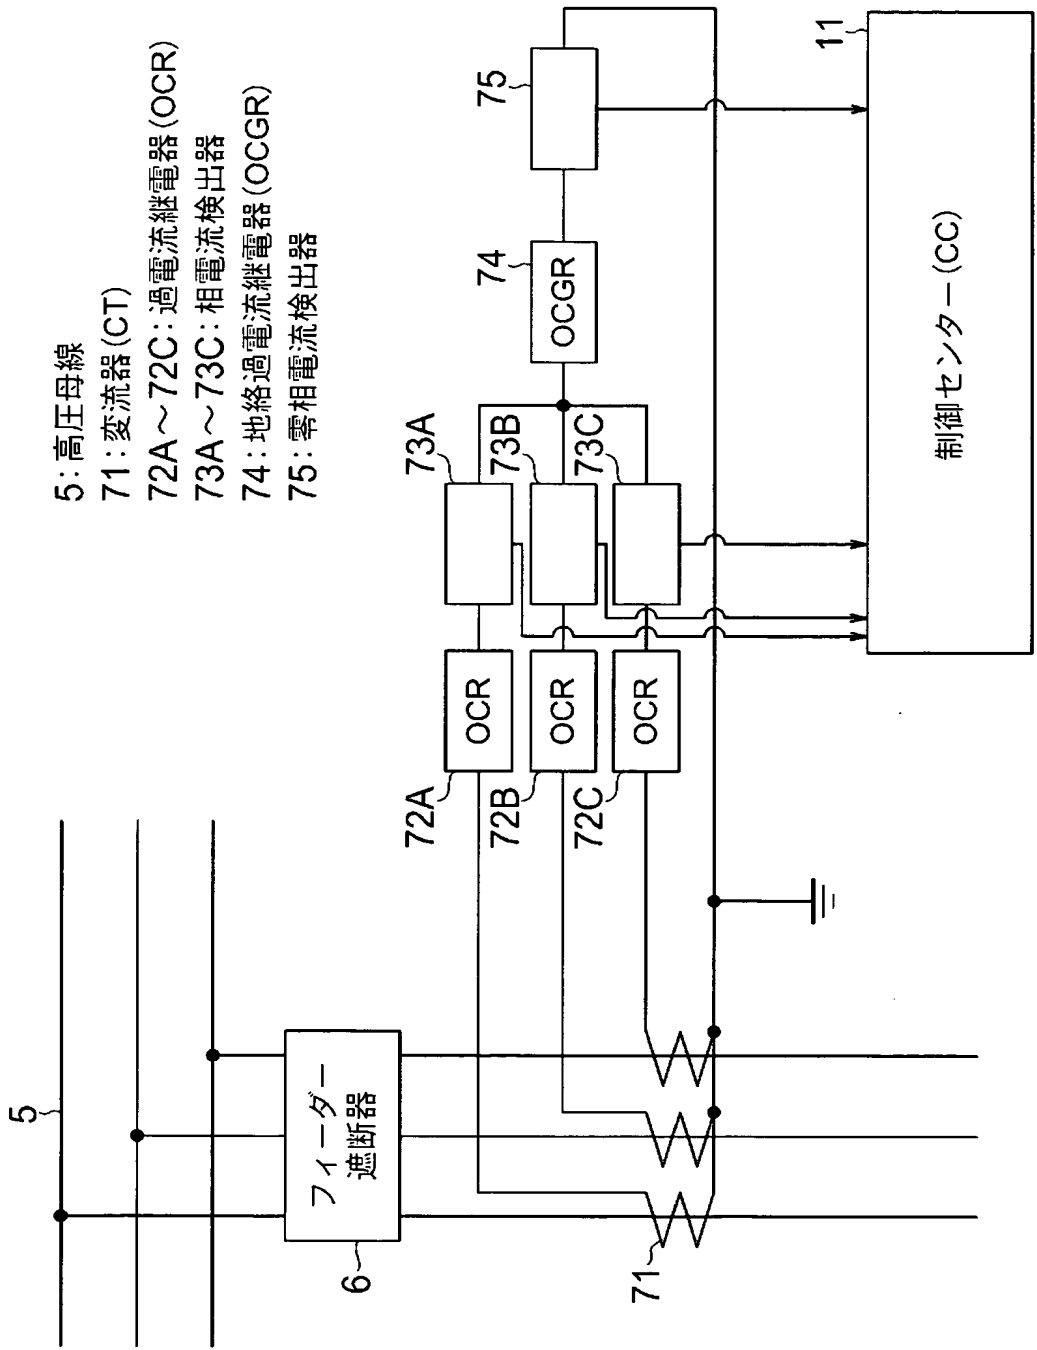 5:高圧母線
71:変流器(CT)
72A～72C:過電流継電器(OCR)
73A～73C:相電流検出器
74:地絡過電流継電器(OCGR)
75:零相電流検出器
5
6
フィーダー
遮断器
71
72A
OCR
72B
OCR
72C
OCR
73A
73B
73C
74
OCGR
75
11
制御センター(CC)